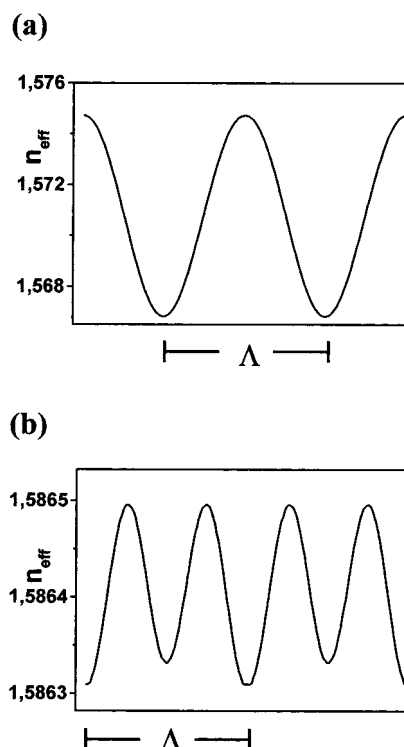 (a)
1,576
n_eff
1,572
1,568
Λ
(b)
1,5865
n_eff
1,5864
1,5863
Λ